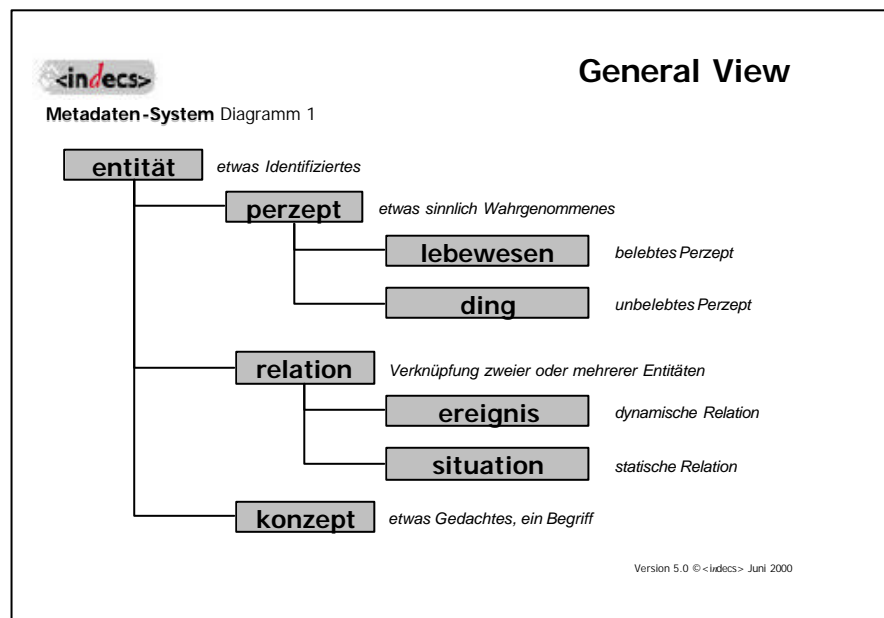 <indecs>
General View
Metadaten-System Diagramm 1
entität etwas Identifiziertes
perzept etwas sinnlich Wahrgenommenes
lebewesen belebtes Perzept
ding unbelebtes Perzept
relation Verknüpfung zweier oder mehrerer Entitäten
ereignis dynamische Relation
situation statische Relation
konzept etwas Gedachtes, ein Begriff
Version 5.0 ©<indecs> Juni 2000